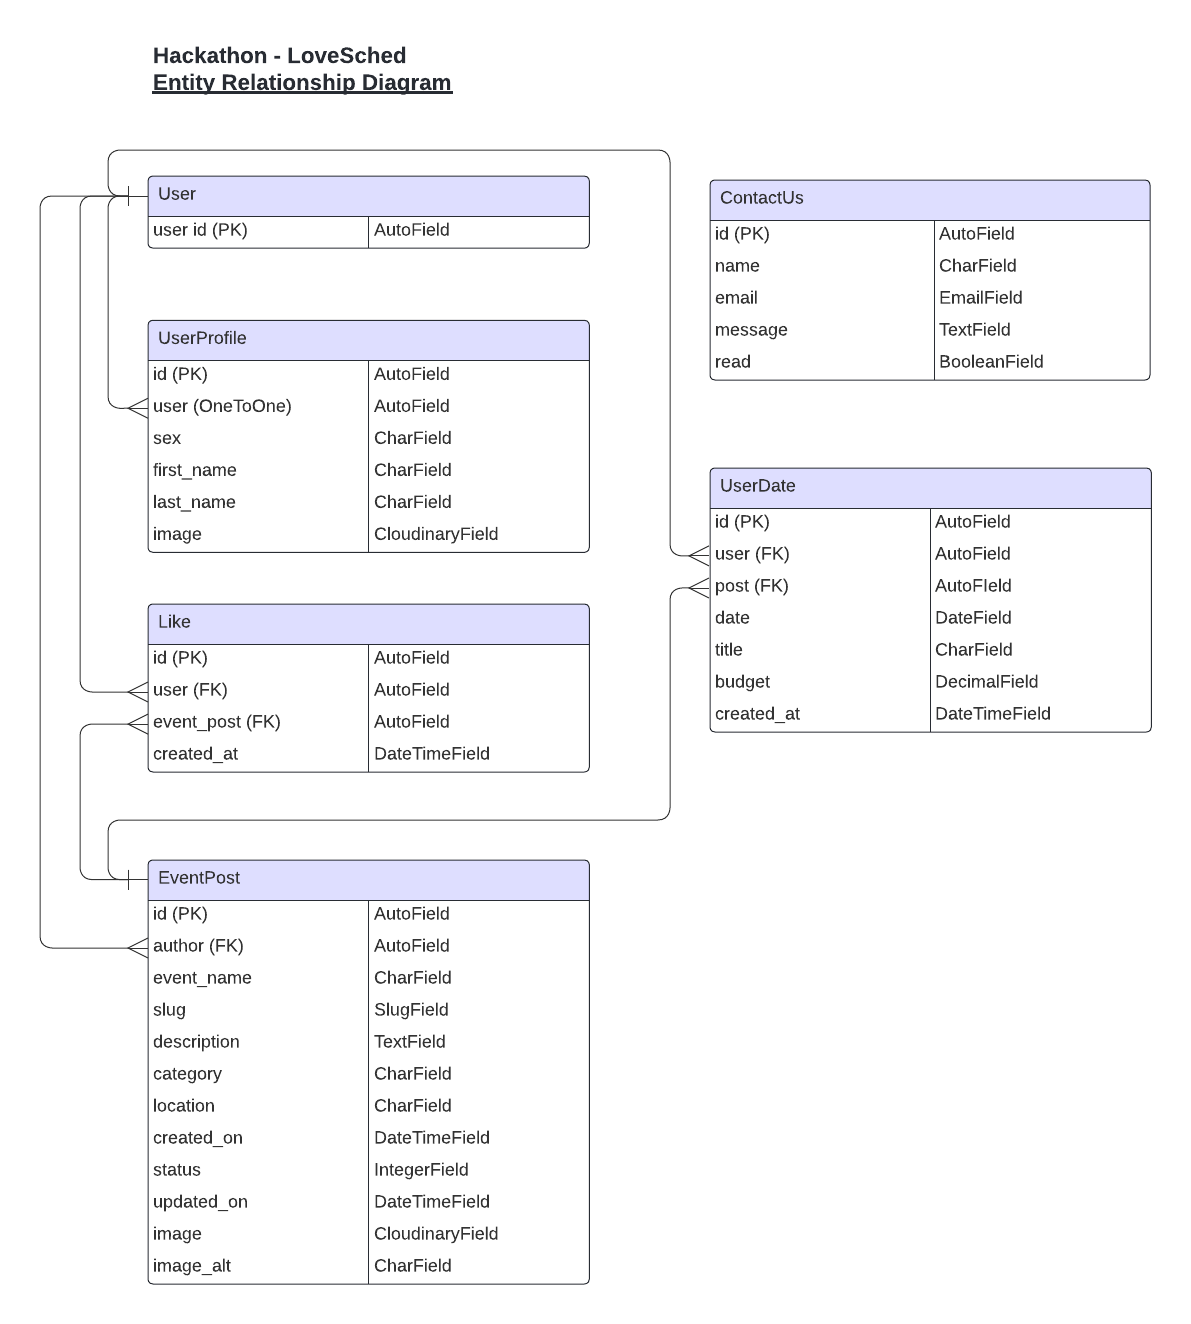 Hackathon - LoveSched
Entity Relationship Diagram
User
user id (PK) AutoField
ContactUs
id (PK) AutoField
name CharField
email EmailField
message TextField
read BooleanField
UserProfile
id (PK) AutoField
user (OneToOne) AutoField
sex CharField
first_name CharField
last_name CharField
image CloudinaryField
UserDate
id (PK) AutoField
user (FK) AutoField
post (FK) AutoFIeld
date DateField
title CharField
budget DecimalField
created_at DateTimeField
Like
id (PK) AutoField
user (FK) AutoField
event_post (FK) AutoField
created_at DateTimeField
EventPost
id (PK) AutoField
author (FK) AutoField
event_name CharField
slug SlugField
description TextField
category CharField
location CharField
created_on DateTimeField
status IntegerField
updated_on DateTimeField
image CloudinaryField
image_alt CharField